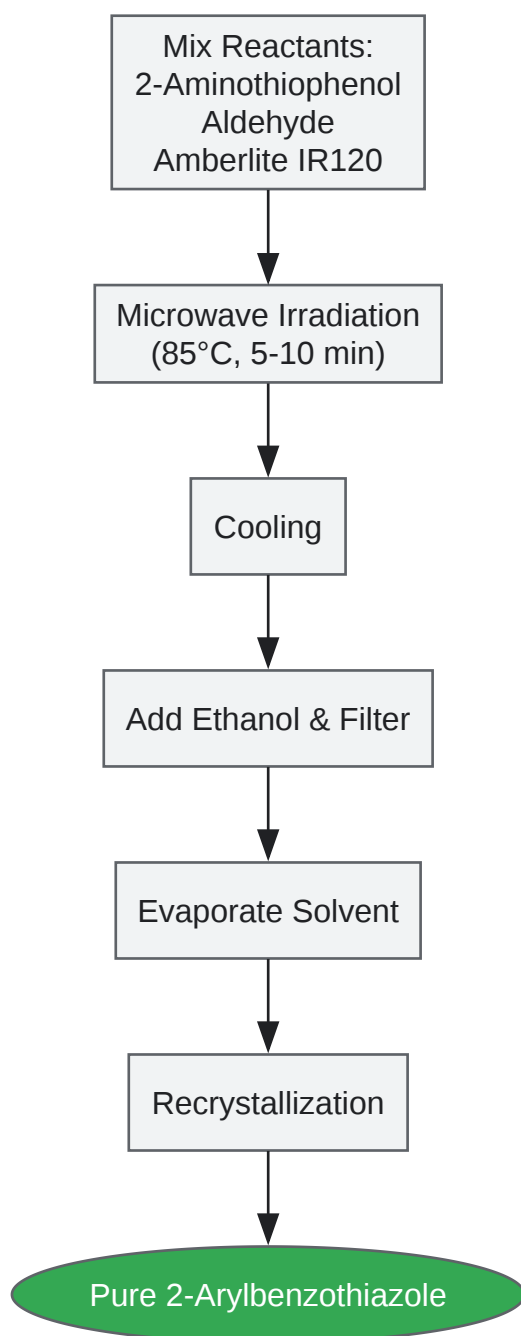 Mix Reactants:
2-Aminothiophenol
Aldehyde
Amberlite IR120
Microwave Irradiation
(85°C, 5-10 min)
Cooling
Add Ethanol & Filter
Evaporate Solvent
Recrystallization
Pure 2-Arylbenzothiazole